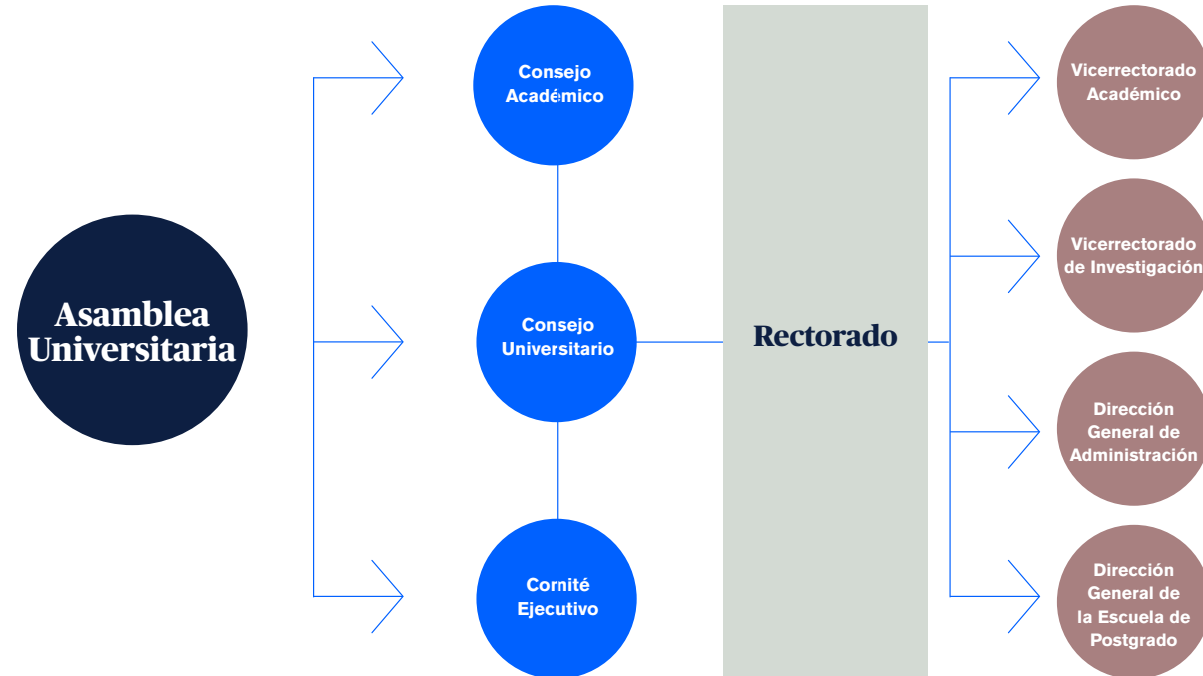 Asamblea
Universitaria
Consejo
Académico
Consejo
Universitario
Comité
Ejecutivo
Rectorado
Vicerrectorado
Académico
Vicerrectorado
de Investigación
Dirección
General de
Administración
Dirección
General de
la Escuela de
Postgrado